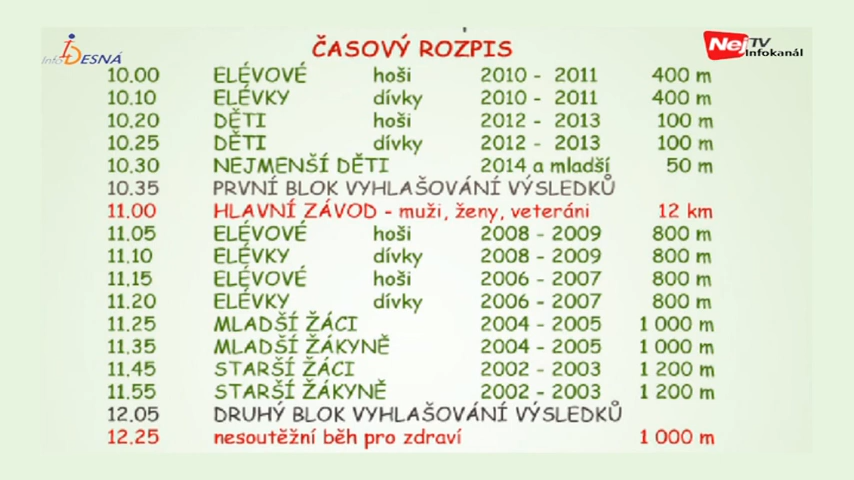 Info DESNÁ
Nej TV Infokanál
ČASOVÝ ROZPIS
10.00 ELÉVOVÉ hoši 2010 - 2011 400 m
10.10 ELÉVKY dívky 2010 - 2011 400 m
10.20 DĚTI hoši 2012 - 2013 100 m
10.25 DĚTI dívky 2012 - 2013 100 m
10.30 NEJMENŠÍ DĚTI 2014 a mladší 50 m
10.35 PRVNÍ BLOK VYHLAŠOVÁNÍ VÝSLEDKŮ
11.00 HLAVNÍ ZÁVOD - muži, ženy, veteráni 12 km
11.05 ELÉVOVÉ hoši 2008 - 2009 800 m
11.10 ELÉVKY dívky 2008 - 2009 800 m
11.15 ELÉVOVÉ hoši 2006 - 2007 800 m
11.20 ELÉVKY dívky 2006 - 2007 800 m
11.25 MLADŠÍ ŽÁCI 2004 - 2005 1 000 m
11.35 MLADŠÍ ŽÁKYNĚ 2004 - 2005 1 000 m
11.45 STARŠÍ ŽÁCI 2002 - 2003 1 200 m
11.55 STARŠÍ ŽÁKYNĚ 2002 - 2003 1 200 m
12.05 DRUHÝ BLOK VYHLAŠOVÁNÍ VÝSLEDKŮ
12.25 nesoutěžní běh pro zdraví 1 000 m